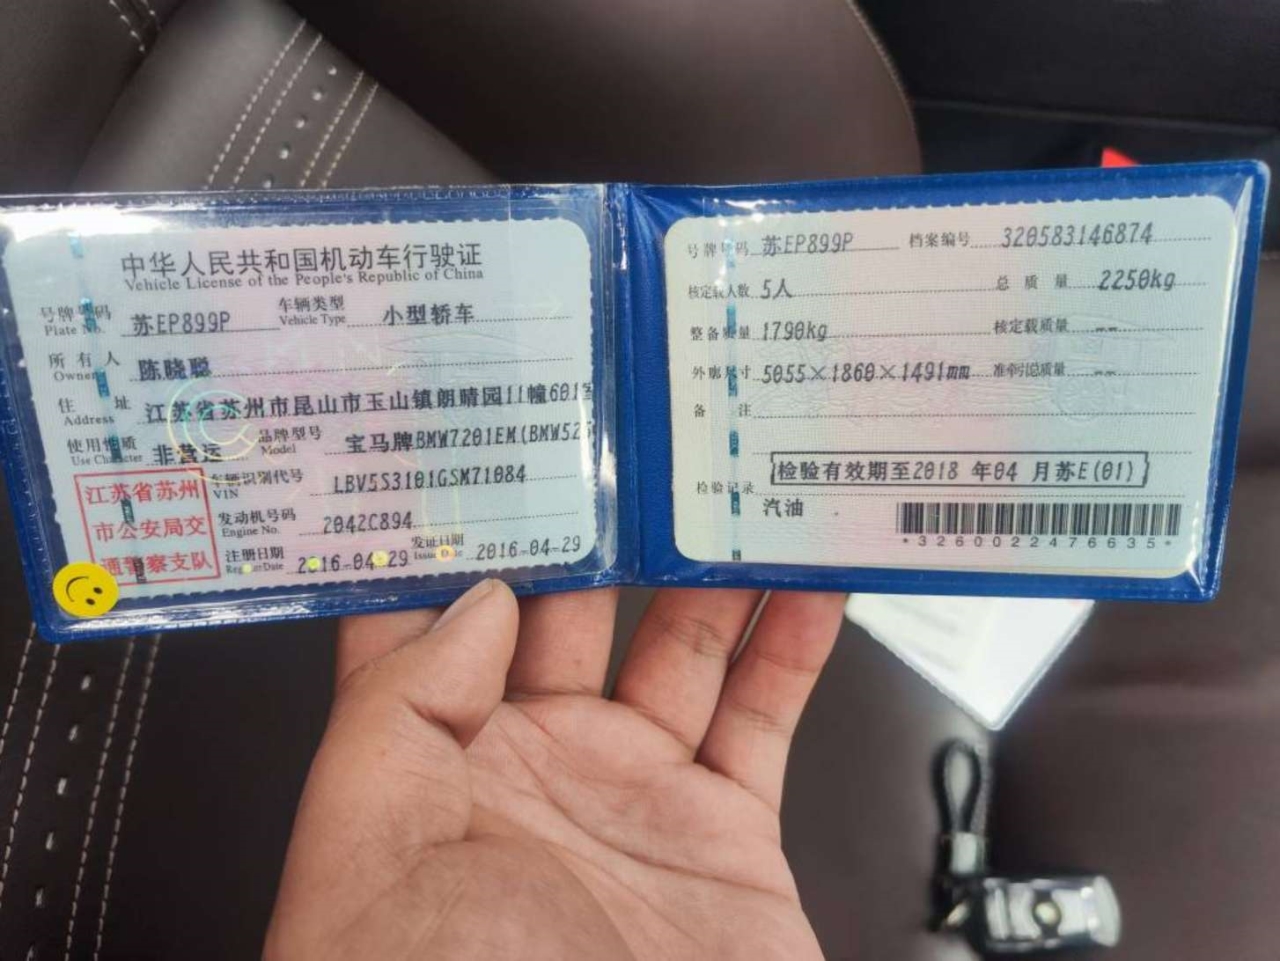 中华人民共和国机动车行驶证
Vehicle License of the People's Republic of China
号牌号码 苏EP899P 车辆类型 小型轿车
Plate No. Vehicle Type
所有人 陈晓聪
Owner
住址 江苏省苏州市昆山市玉山镇朗晴园11幢601室
Address
使用性质 非营运 品牌型号 宝马牌BMW7201EM(BMW525
Use Character Model
车辆识别代号 LBV5S3101GSM71084
VIN
发动机号码 2042C894
Engine No.
注册日期 2016-04-29 发证日期 2016-04-29
Register Date Issue Date
江苏省苏州
市公安局交
通警察支队
号牌号码 苏EP899P 档案编号 320583146874
核定载人数 5人 总质量 2250kg
整备质量 1790kg 核定载质量 --
外廓尺寸 5055×1860×1491mm 准牵引总质量 --
备注
检验有效期至2018 年04 月苏E(01)
检验记录
汽油
*3260022476635*